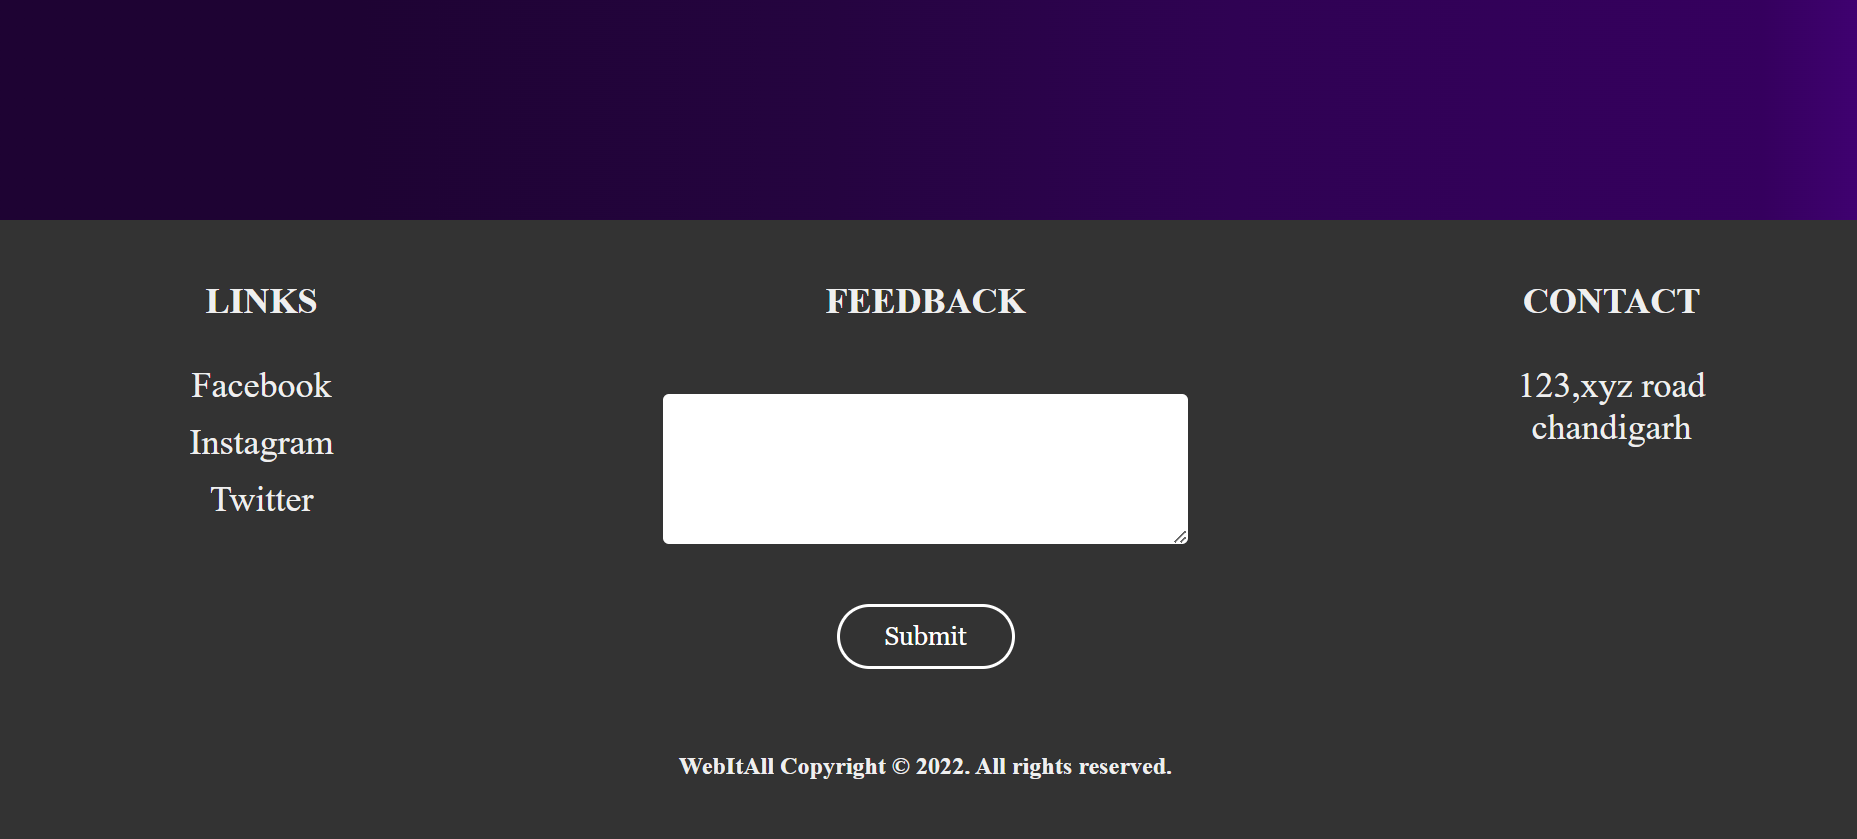 LINKS
Facebook
Instagram
Twitter
FEEDBACK
Submit
CONTACT
123,xyz road
chandigarh
WebItAll Copyright © 2022. All rights reserved.